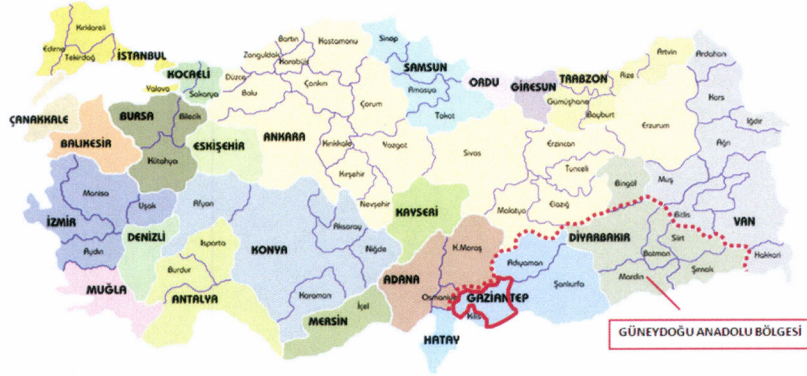 Kırklareli
Edirne
Tekirdağ
İSTANBUL
KOCAELİ
Yalova
Sakarya
Düzce
Bolu
Zonguldak
Bartın
Karabük
Kastamonu
Çankırı
Sinop
SAMSUN
Amasya
Tokat
Çorum
ORDU
GİRESUN
TRABZON
Gümüşhane
Rize
Artvin
Bayburt
Ardahan
Kars
Iğdır
Ağrı
Erzurum
Erzincan
Tunceli
Bingöl
Muş
Bitlis
VAN
Hakkari
ÇANAKKALE
BALIKESİR
BURSA
Bilecik
Kütahya
ESKİŞEHİR
ANKARA
Kırıkkale
Kırşehir
Yozgat
Nevşehir
Sivas
KAYSERİ
Malatya
Elazığ
DİYARBAKIR
Batman
Siirt
Şırnak
Mardin
Manisa
İZMİR
Uşak
Aydın
DENİZLİ
MUĞLA
Afyon
Isparta
Burdur
ANTALYA
KONYA
Aksaray
Niğde
Karaman
MERSİN
İçel
ADANA
K.Maraş
Osmaniye
HATAY
Adıyaman
GAZİANTEP
Kilis
Şanlıurfa
GÜNEYDOĞU ANADOLU BÖLGESİ